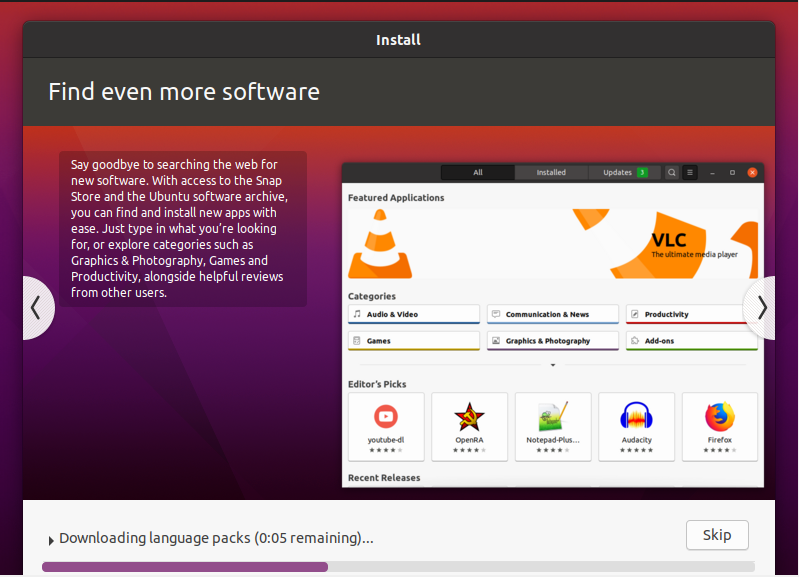 Install
Find even more software
Say goodbye to searching the web for
new software. With access to the Snap
Store and the Ubuntu software archive,
you can find and install new apps with
ease. Just type in what you're looking
for, or explore categories such as
Graphics & Photography, Games and
Productivity, alongside helpful reviews
from other users.
All Installed Updates 3
Featured Applications
VLC
The ultimate media player
Categories
Audio & Video Communication & News Productivity
Games Graphics & Photography Add-ons
Editor's Picks
youtube-dl OpenRA Notepad-Plus... Audacity Firefox
Recent Releases
Downloading language packs (0:05 remaining)...
Skip